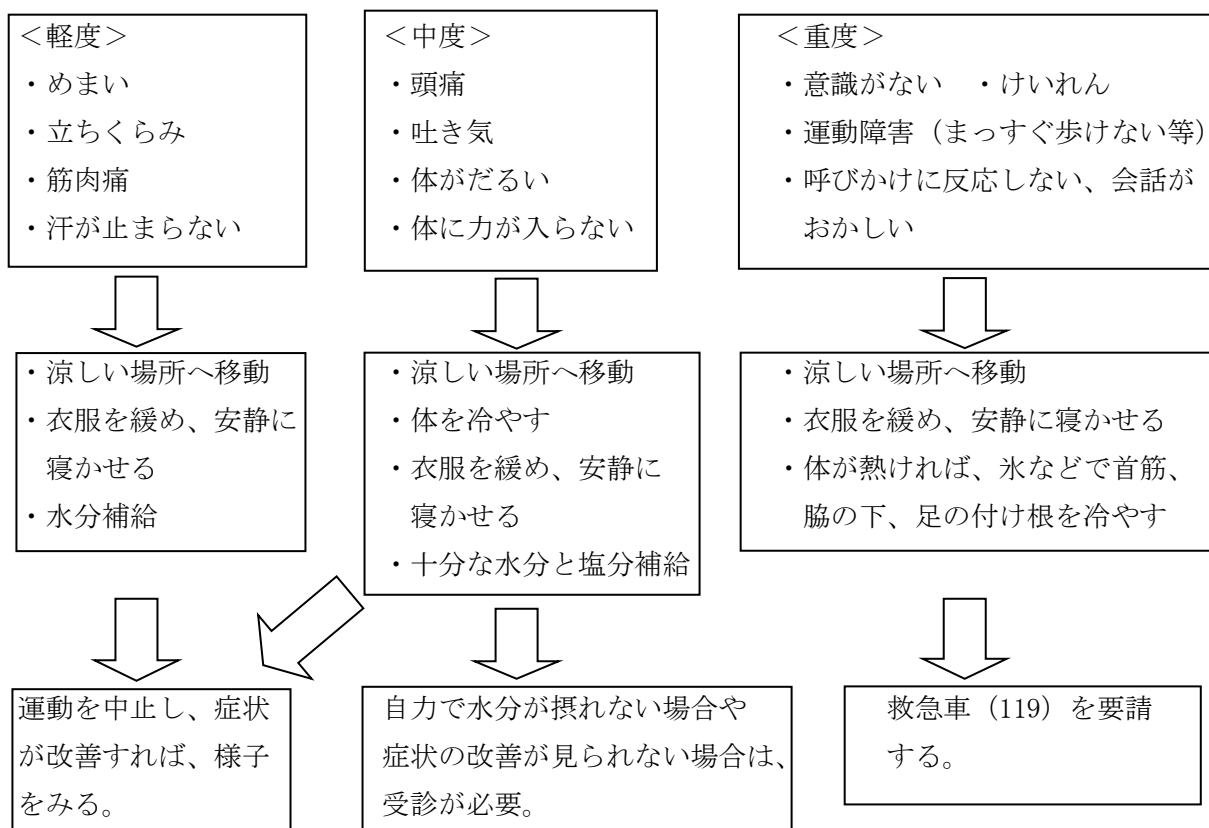 ＜軽度＞
・めまい
・立ちくらみ
・筋肉痛
・汗が止まらない
＜中度＞
・頭痛
・吐き気
・体がだるい
・体に力が入らない
＜重度＞
・意識がない　・けいれん
・運動障害（まっすぐ歩けない等）
・呼びかけに反応しない、会話が
おかしい
・涼しい場所へ移動
・衣服を緩め、安静に
寝かせる
・水分補給
・涼しい場所へ移動
・体を冷やす
・衣服を緩め、安静に
寝かせる
・十分な水分と塩分補給
・涼しい場所へ移動
・衣服を緩め、安静に寝かせる
・体が熱ければ、氷などで首筋、
脇の下、足の付け根を冷やす
運動を中止し、症状
が改善すれば、様子
をみる。
自力で水分が摂れない場合や
症状の改善が見られない場合は、
受診が必要。
救急車（119）を要請
する。